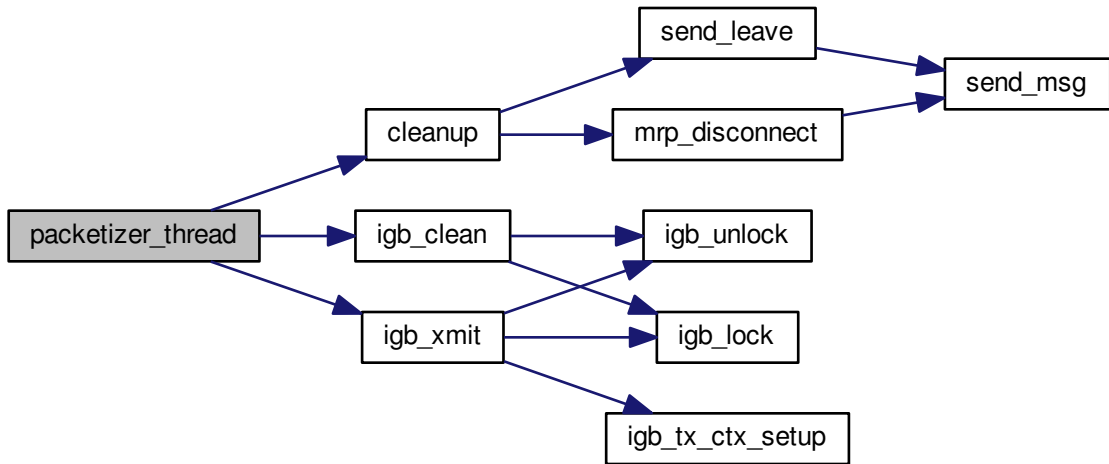 packetizer_thread
cleanup
igb_clean
igb_xmit
send_leave
mrp_disconnect
igb_unlock
igb_lock
igb_tx_ctx_setup
send_msg